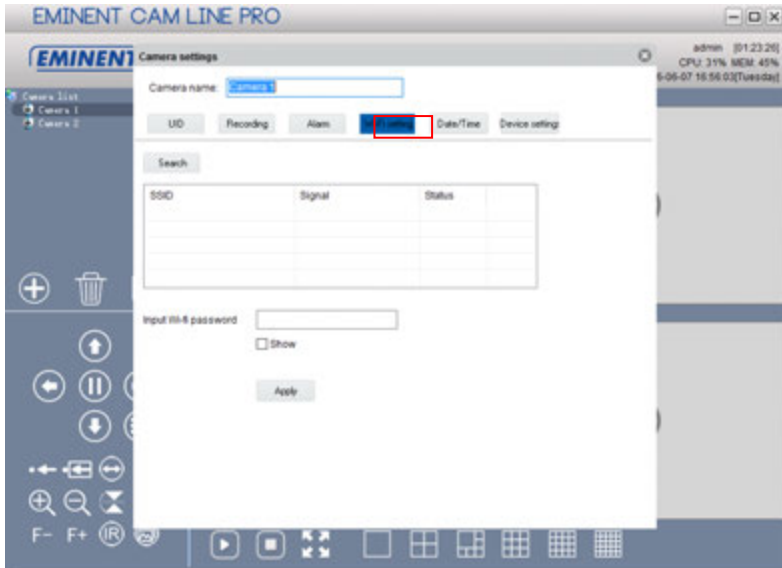 EMINENT CAM LINE PRO
EMINENT
admin [01:23:26]
CPU: 31% MEM: 45%
6-06-07 16:56:03[Tuesday]
Camera settings
Camera name: Camera 1
Camera list
Camera 1
Camera 2
UID Recording Alarm setting Date/Time Device setting
Search
SSID Signal Status
Input Wi-fi password
Show
Apply
F- F+ IR